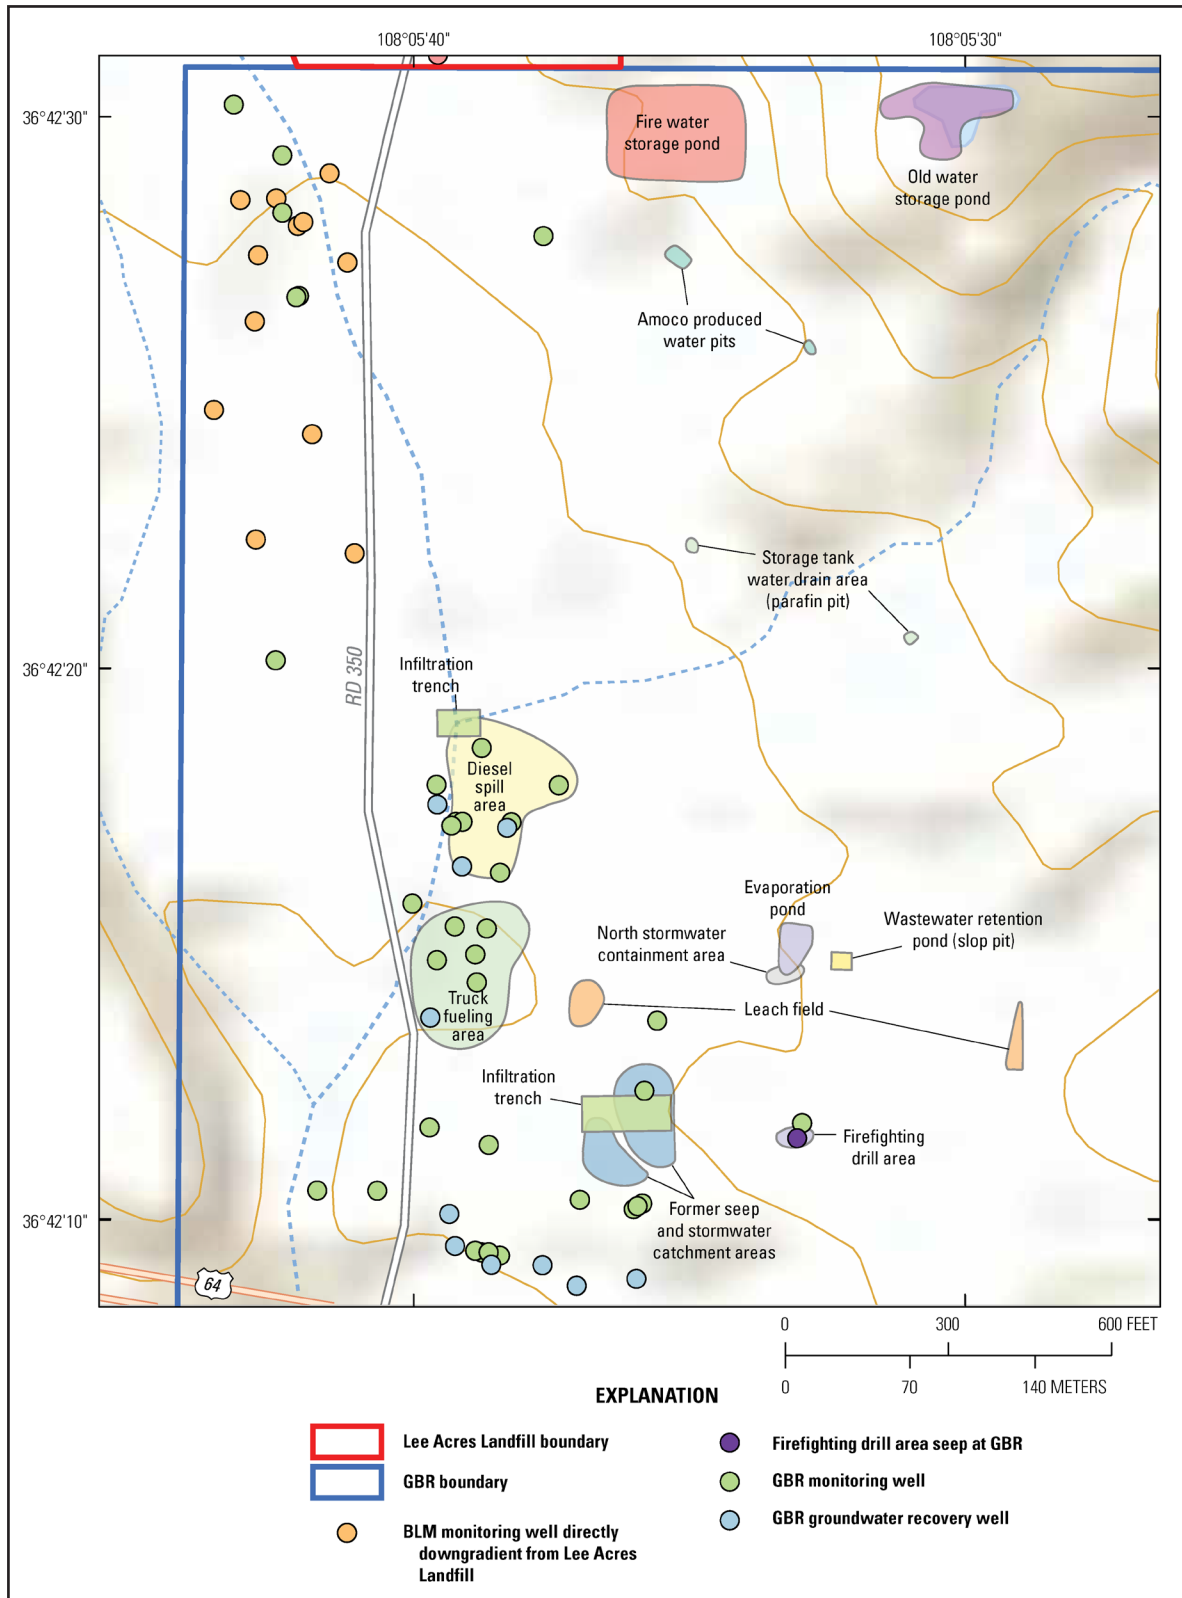 108°05'40"
108°05'30"
36°42'30"
Fire water
storage pond
Old water
storage pond
Amoco produced
water pits
Storage tank
water drain area
(parafin pit)
36°42'20"
RD 350
Infiltration
trench
Diesel
spill
area
Evaporation
pond
Wastewater retention
pond (slop pit)
North stormwater
containment area
Leach field
Truck
fueling
area
Infiltration
trench
Firefighting
drill area
36°42'10"
Former seep
and stormwater
catchment areas
64
0 300 600 FEET
0 70 140 METERS
EXPLANATION
Lee Acres Landfill boundary
GBR boundary
BLM monitoring well directly
downgradient from Lee Acres
Landfill
Firefighting drill area seep at GBR
GBR monitoring well
GBR groundwater recovery well